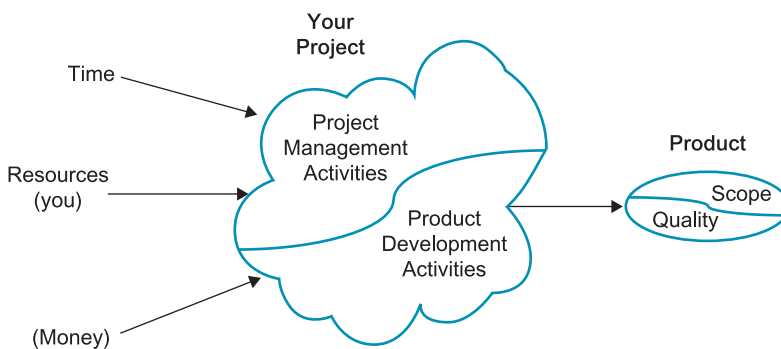 Your
Project
Time
Project
Management
Activities
Resources
(you)
Product
Development
Activities
(Money)
Product
Scope
Quality